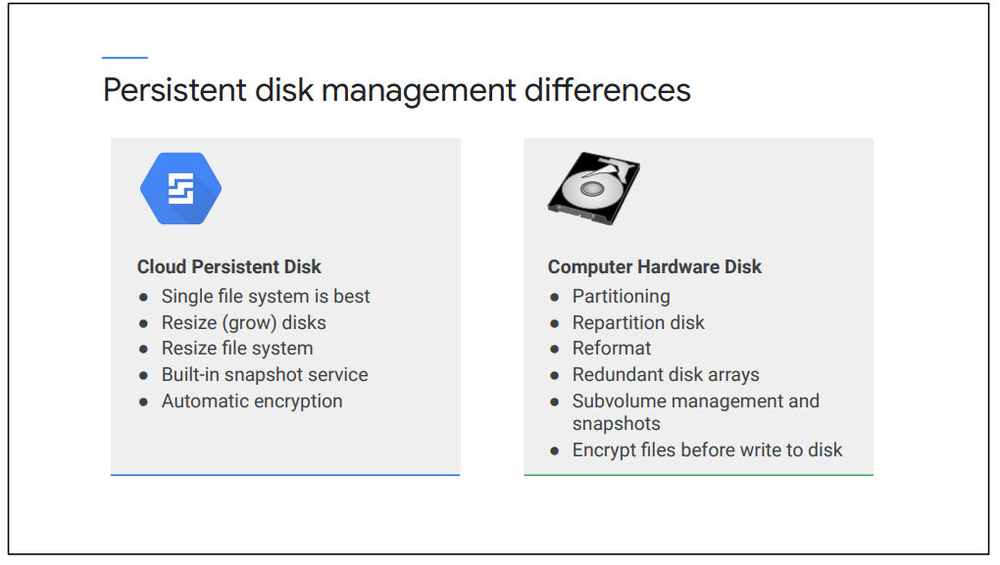 Persistent disk management differences
Cloud Persistent Disk
● Single file system is best
● Resize (grow) disks
● Resize file system
● Built-in snapshot service
● Automatic encryption
Computer Hardware Disk
● Partitioning
● Repartition disk
● Reformat
● Redundant disk arrays
● Subvolume management and
snapshots
● Encrypt files before write to disk